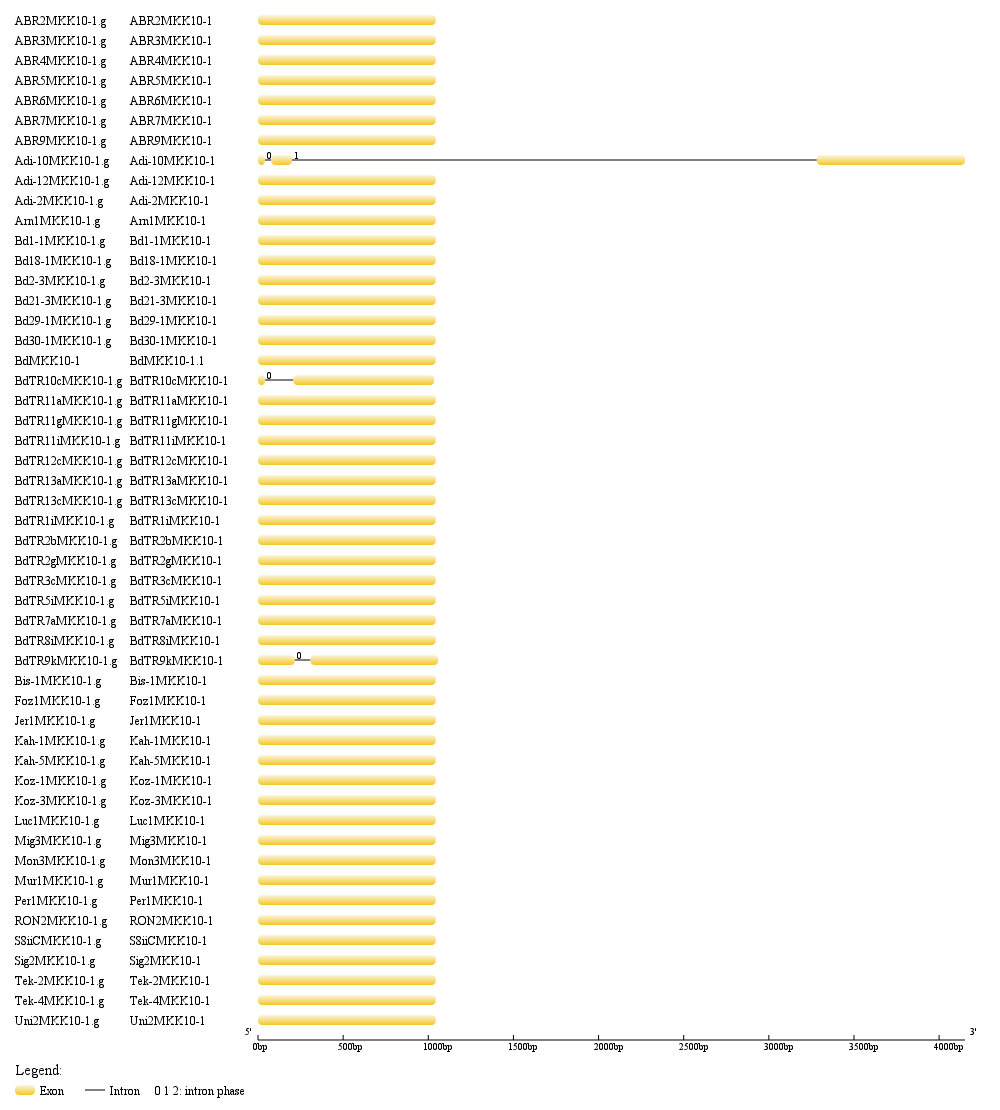 ABR2MKK10-1.g ABR2MKK10-1
ABR3MKK10-1.g ABR3MKK10-1
ABR4MKK10-1.g ABR4MKK10-1
ABR5MKK10-1.g ABR5MKK10-1
ABR6MKK10-1.g ABR6MKK10-1
ABR7MKK10-1.g ABR7MKK10-1
ABR9MKK10-1.g ABR9MKK10-1
Adi-10MKK10-1.g Adi-10MKK10-1 0 1
Adi-12MKK10-1.g Adi-12MKK10-1
Adi-2MKK10-1.g Adi-2MKK10-1
Arn1MKK10-1.g Arn1MKK10-1
Bd1-1MKK10-1.g Bd1-1MKK10-1
Bd18-1MKK10-1.g Bd18-1MKK10-1
Bd2-3MKK10-1.g Bd2-3MKK10-1
Bd21-3MKK10-1.g Bd21-3MKK10-1
Bd29-1MKK10-1.g Bd29-1MKK10-1
Bd30-1MKK10-1.g Bd30-1MKK10-1
BdMKK10-1 BdMKK10-1.1
BdTR10cMKK10-1.g BdTR10cMKK10-1 0
BdTR11aMKK10-1.g BdTR11aMKK10-1
BdTR11gMKK10-1.g BdTR11gMKK10-1
BdTR11iMKK10-1.g BdTR11iMKK10-1
BdTR12cMKK10-1.g BdTR12cMKK10-1
BdTR13aMKK10-1.g BdTR13aMKK10-1
BdTR13cMKK10-1.g BdTR13cMKK10-1
BdTR1iMKK10-1.g BdTR1iMKK10-1
BdTR2bMKK10-1.g BdTR2bMKK10-1
BdTR2gMKK10-1.g BdTR2gMKK10-1
BdTR3cMKK10-1.g BdTR3cMKK10-1
BdTR5iMKK10-1.g BdTR5iMKK10-1
BdTR7aMKK10-1.g BdTR7aMKK10-1
BdTR8iMKK10-1.g BdTR8iMKK10-1
BdTR9kMKK10-1.g BdTR9kMKK10-1 0
Bis-1MKK10-1.g Bis-1MKK10-1
Foz1MKK10-1.g Foz1MKK10-1
Jer1MKK10-1.g Jer1MKK10-1
Kah-1MKK10-1.g Kah-1MKK10-1
Kah-5MKK10-1.g Kah-5MKK10-1
Koz-1MKK10-1.g Koz-1MKK10-1
Koz-3MKK10-1.g Koz-3MKK10-1
Luc1MKK10-1.g Luc1MKK10-1
Mig3MKK10-1.g Mig3MKK10-1
Mon3MKK10-1.g Mon3MKK10-1
Mur1MKK10-1.g Mur1MKK10-1
Per1MKK10-1.g Per1MKK10-1
RON2MKK10-1.g RON2MKK10-1
S8iiCMKK10-1.g S8iiCMKK10-1
Sig2MKK10-1.g Sig2MKK10-1
Tek-2MKK10-1.g Tek-2MKK10-1
Tek-4MKK10-1.g Tek-4MKK10-1
Uni2MKK10-1.g Uni2MKK10-1
5' 3'
0bp 500bp 1000bp 1500bp 2000bp 2500bp 3000bp 3500bp 4000bp
Legend:
Exon Intron 0 1 2: intron phase